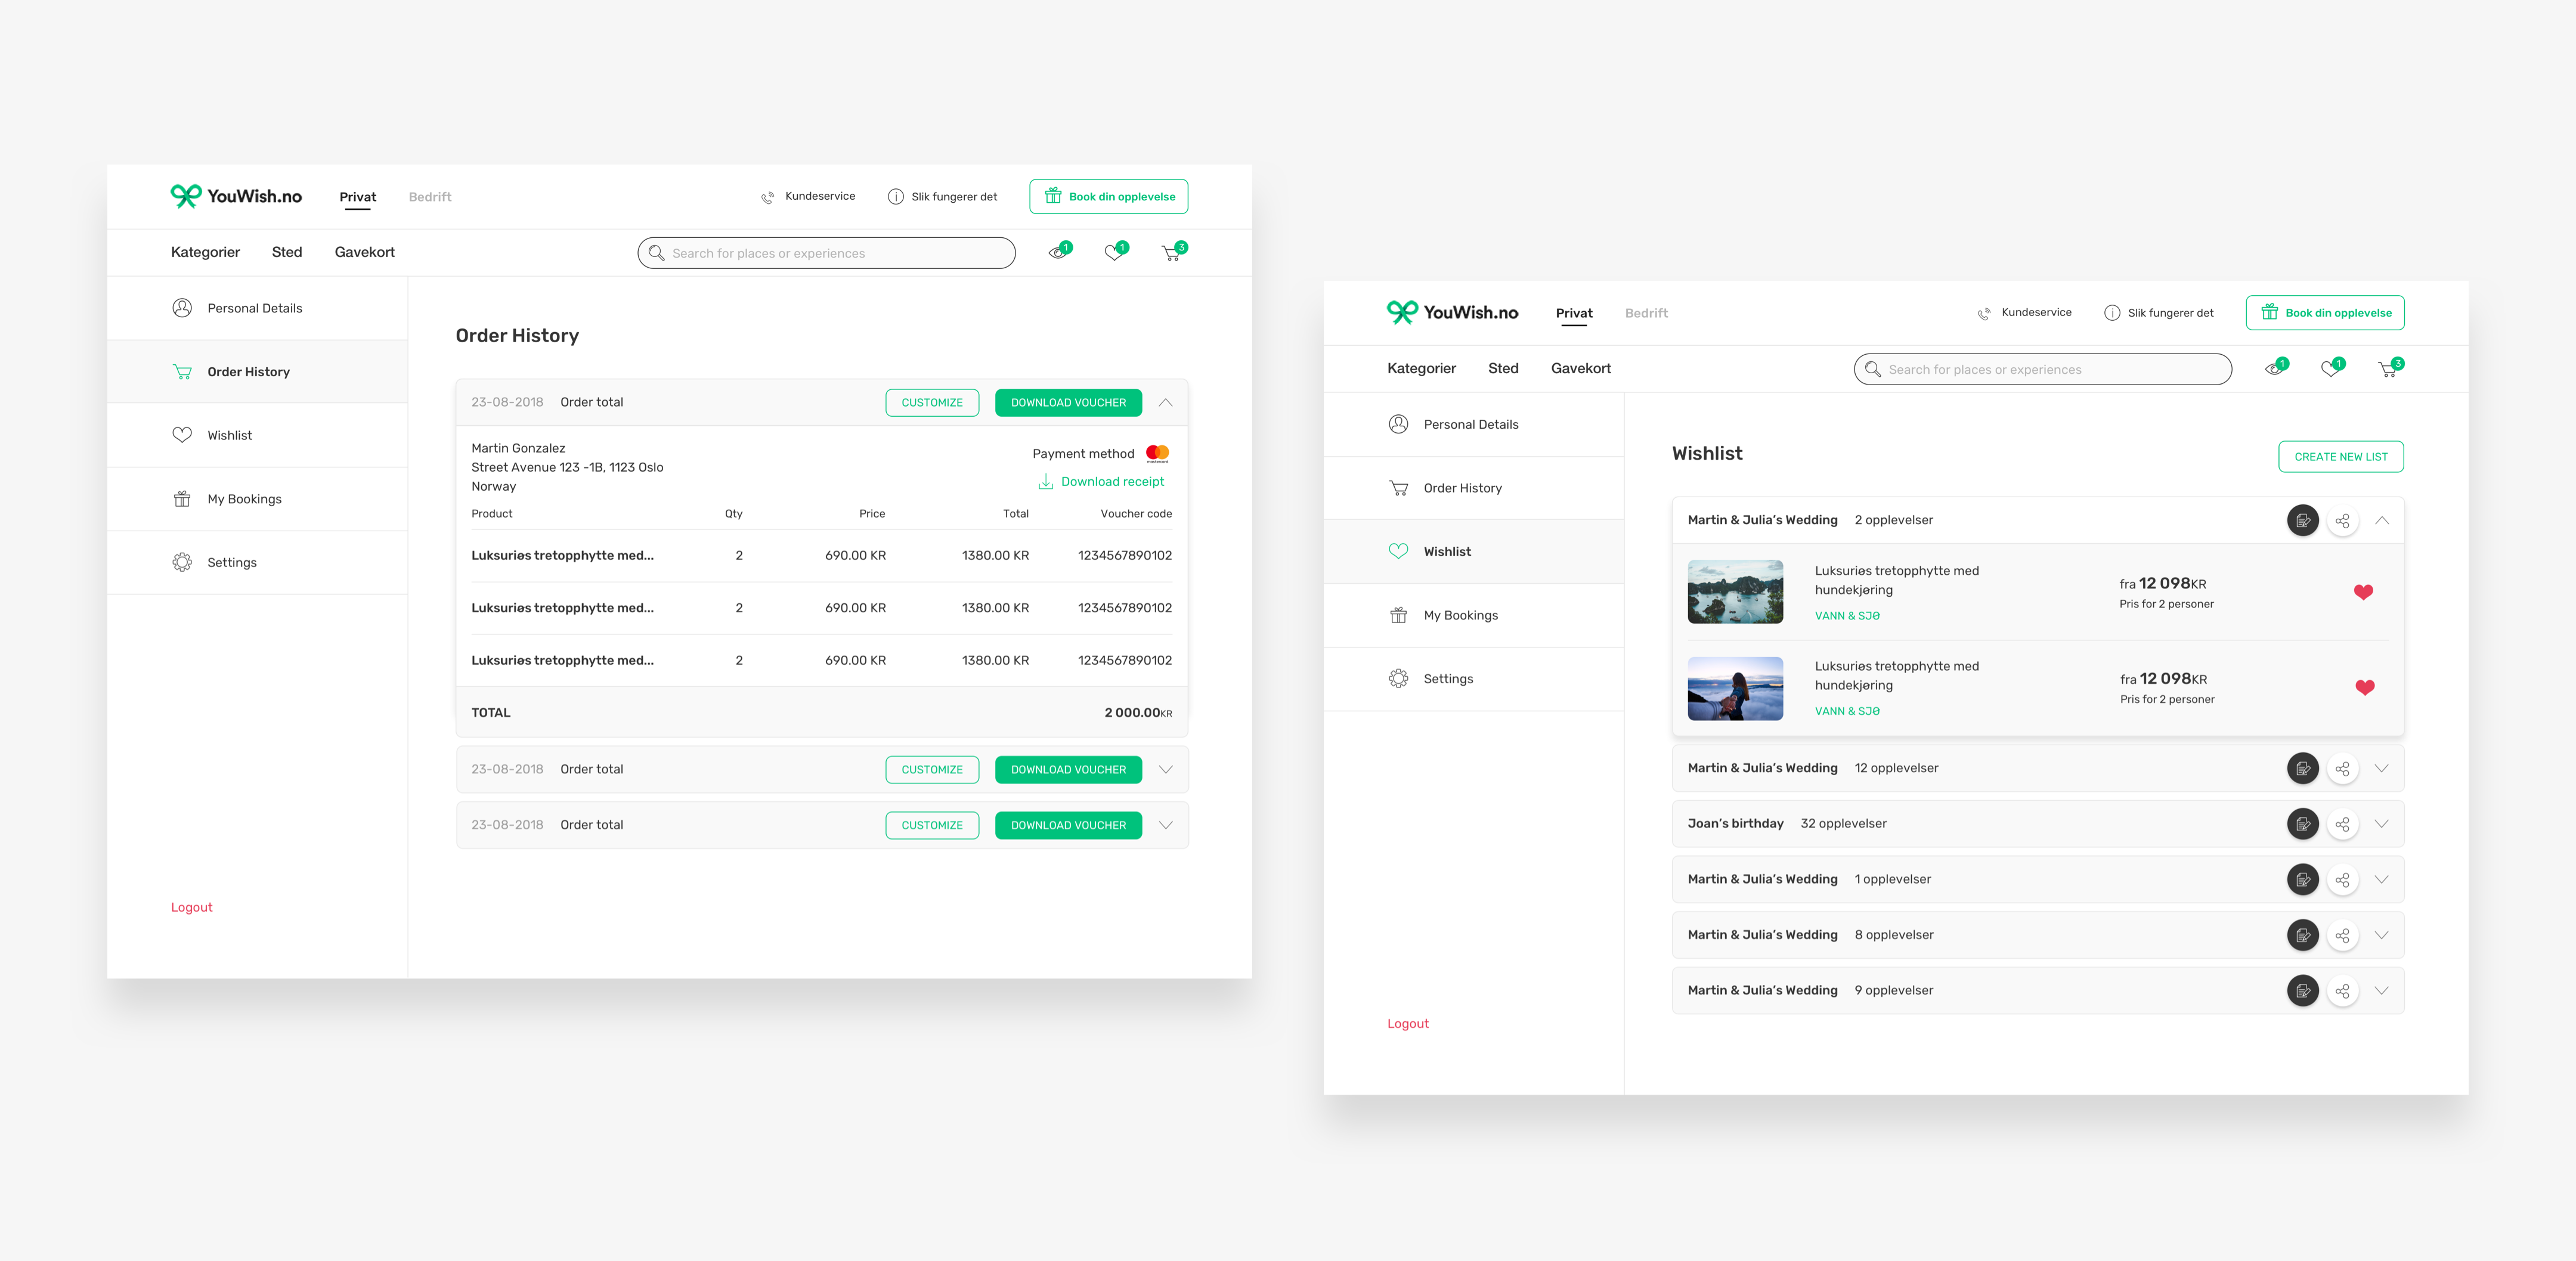 YouWish.no Privat Bedrift Kundeservice Slik fungerer det Book din opplevelse
Kategorier Sted Gavekort Search for places or experiences 1 1 3
Personal Details
Order History
Wishlist
My Bookings
Settings
Logout
Order History
23-08-2018 Order total CUSTOMIZE DOWNLOAD VOUCHER
Martin Gonzalez
Street Avenue 123 -1B, 1123 Oslo
Norway
Payment method mastercard
Download receipt
Product Qty Price Total Voucher code
Luksuriøs tretopphytte med... 2 690.00 KR 1380.00 KR 1234567890102
Luksuriøs tretopphytte med... 2 690.00 KR 1380.00 KR 1234567890102
Luksuriøs tretopphytte med... 2 690.00 KR 1380.00 KR 1234567890102
TOTAL 2 000.00KR
23-08-2018 Order total CUSTOMIZE DOWNLOAD VOUCHER
23-08-2018 Order total CUSTOMIZE DOWNLOAD VOUCHER
YouWish.no Privat Bedrift Kundeservice Slik fungerer det Book din opplevelse
Kategorier Sted Gavekort Search for places or experiences 1 1 3
Personal Details
Order History
Wishlist
My Bookings
Settings
Logout
Wishlist CREATE NEW LIST
Martin & Julia's Wedding 2 opplevelser
Luksuriøs tretopphytte med
hundekjøring
VANN & SJØ
fra 12 098KR
Pris for 2 personer
Luksuriøs tretopphytte med
hundekjøring
VANN & SJØ
fra 12 098KR
Pris for 2 personer
Martin & Julia's Wedding 12 opplevelser
Joan's birthday 32 opplevelser
Martin & Julia's Wedding 1 opplevelser
Martin & Julia's Wedding 8 opplevelser
Martin & Julia's Wedding 9 opplevelser